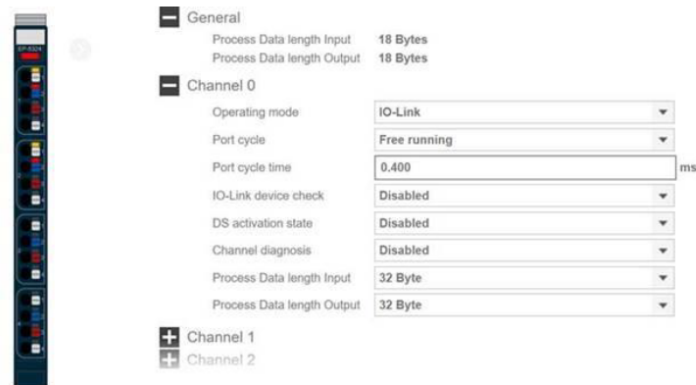 General
Process Data length Input 18 Bytes
Process Data length Output 18 Bytes
Channel 0
Operating mode IO-Link
Port cycle Free running
Port cycle time 0.400 ms
IO-Link device check Disabled
DS activation state Disabled
Channel diagnosis Disabled
Process Data length Input 32 Byte
Process Data length Output 32 Byte
Channel 1
Channel 2